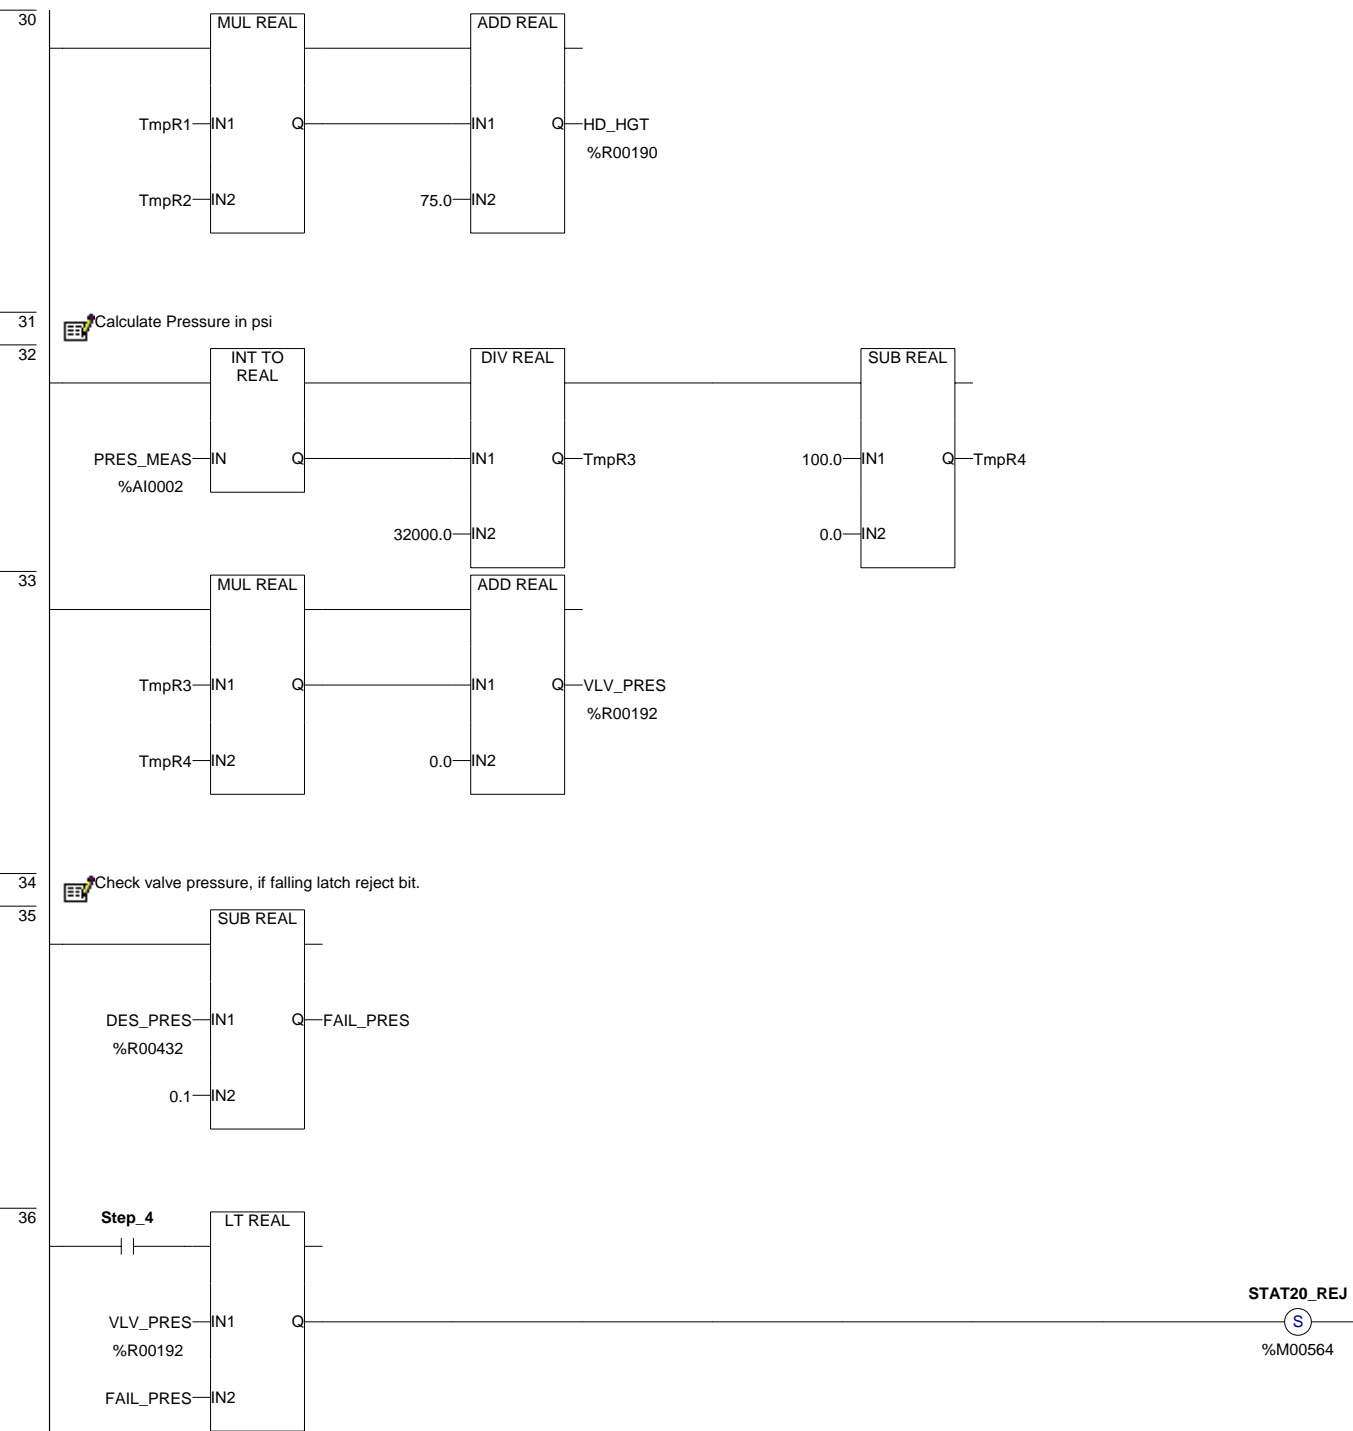 30
MUL REAL
ADD REAL
TmpR1
IN1
Q
IN1
Q
HD_HGT
%R00190
TmpR2
IN2
75.0
IN2
31
Calculate Pressure in psi
32
INT TO
REAL
DIV REAL
SUB REAL
PRES_MEAS
IN
Q
IN1
Q
TmpR3
100.0
IN1
Q
TmpR4
%AI0002
32000.0
IN2
0.0
IN2
33
MUL REAL
ADD REAL
TmpR3
IN1
Q
IN1
Q
VLV_PRES
%R00192
TmpR4
IN2
0.0
IN2
34
Check valve pressure, if falling latch reject bit.
35
SUB REAL
DES_PRES
IN1
Q
FAIL_PRES
%R00432
0.1
IN2
36
Step_4
LT REAL
STAT20_REJ
VLV_PRES
IN1
Q
S
%R00192
%M00564
FAIL_PRES
IN2